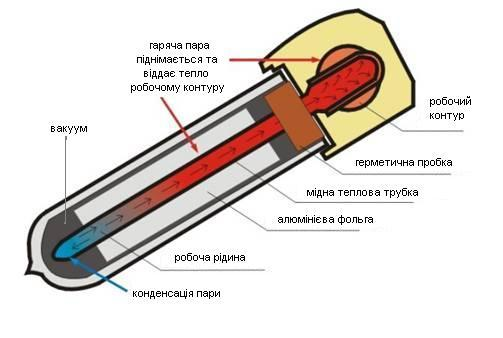 гаряча пара
піднімається та
віддає тепло
робочому контуру
вакуум
робочий
контур
герметична пробка
мідна теплова трубка
алюмінієва фольга
робоча рідина
конденсація пари